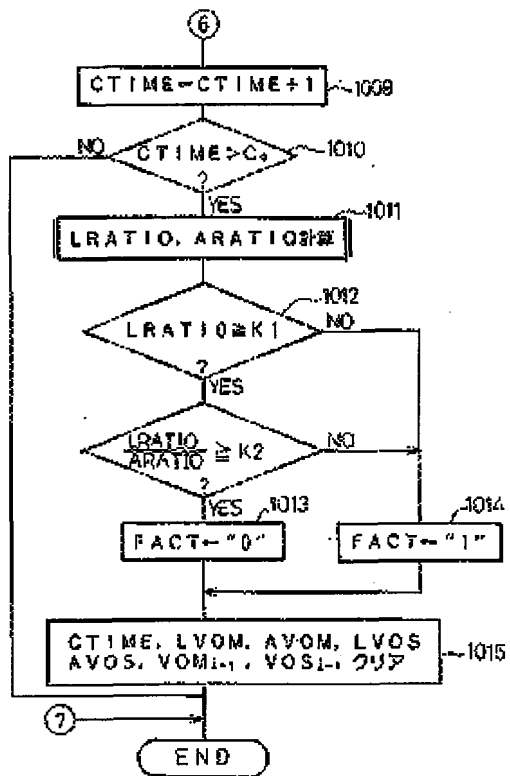 6
CTIME←CTIME+1
1009
NO
CTIME>C₀
1010
?
YES
1011
LRATIO, ARATIO計算
1012
LRATIO≧K1
NO
?
YES
LRATIO/ARATIO ≧ K2
NO
?
YES
1013
1014
FACT←"0"
FACT←"1"
CTIME, LVOM, AVOM, LVOS
AVOS, VOMi-1, VOSi-1 クリア
1015
7
END